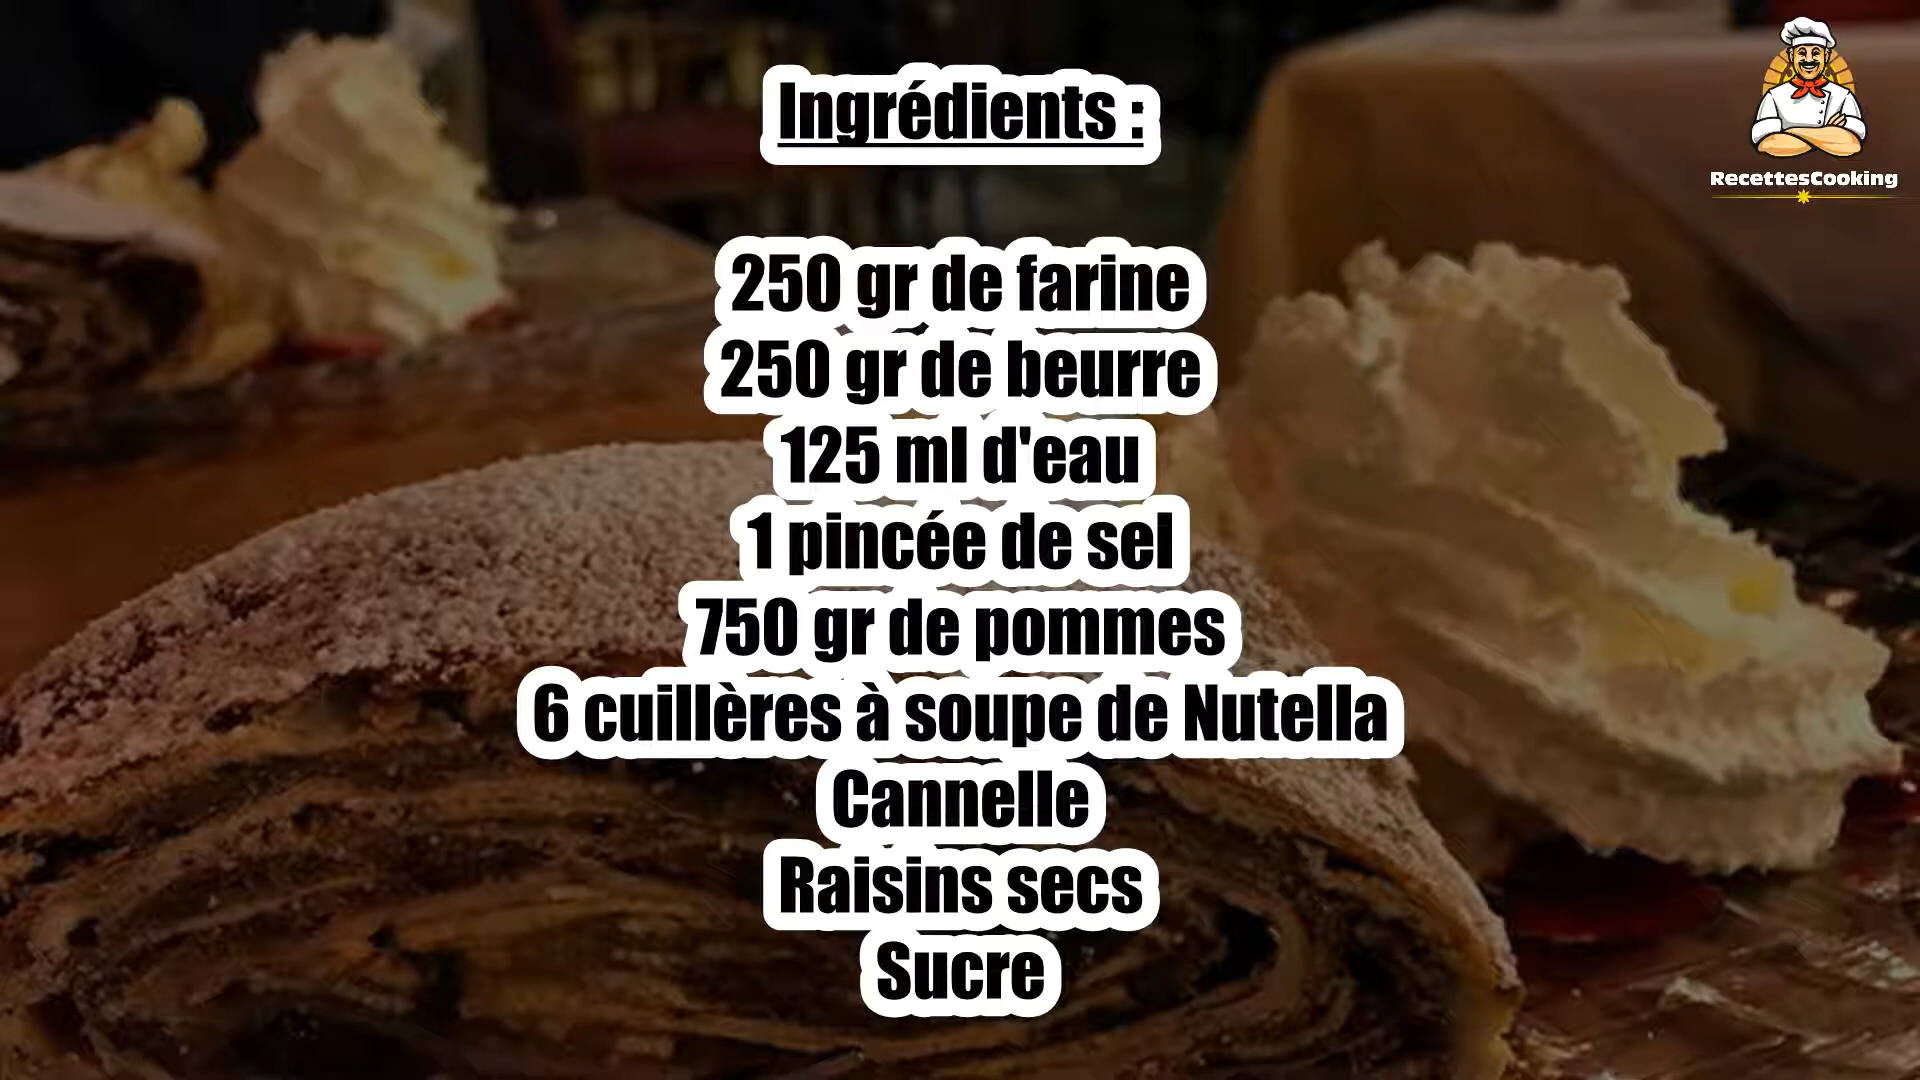 RecettesCooking
Ingrédients :
250 gr de farine
250 gr de beurre
125 ml d'eau
1 pincée de sel
750 gr de pommes
6 cuillères à soupe de Nutella
Cannelle
Raisins secs
Sucre